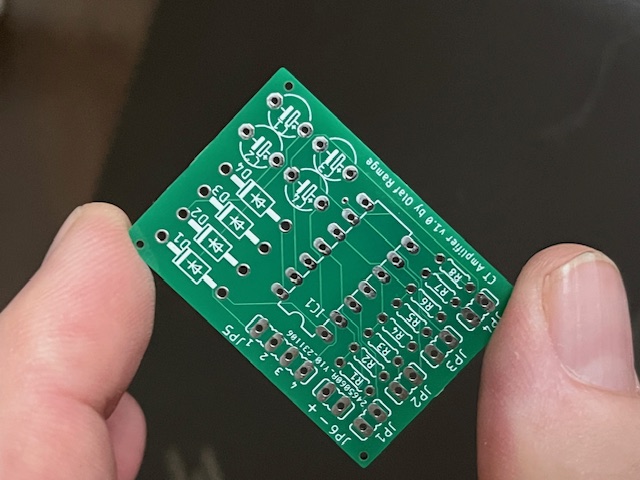 D1
D2
D3
D4
JP5
4 3 2 1
JP6 - +
2465060A_Y10_231106
IC1
JP1
JP2
JP3
JP4
R1
R2
R3
R4
R5
R6
R7
R8
CT Amplifier v1.0 by Olaf Ramge